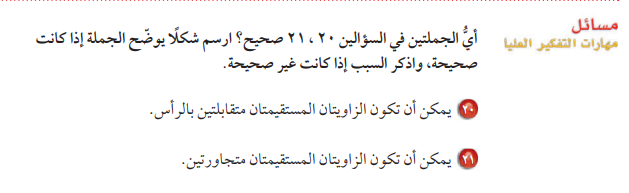 مسائل
مهارات التفكير العليا
أيُّ الجملتين في السؤالين ٢٠ ، ٢١ صحيح؟ ارسم شكلًا يوضّح الجملة إذا كانت
صحيحة، واذكر السبب إذا كانت غير صحيحة.
٢٠ يمكن أن تكون الزاويتان المستقيمتان متقابلتين بالرأس.
٢١ يمكن أن تكون الزاويتان المستقيمتان متجاورتين.